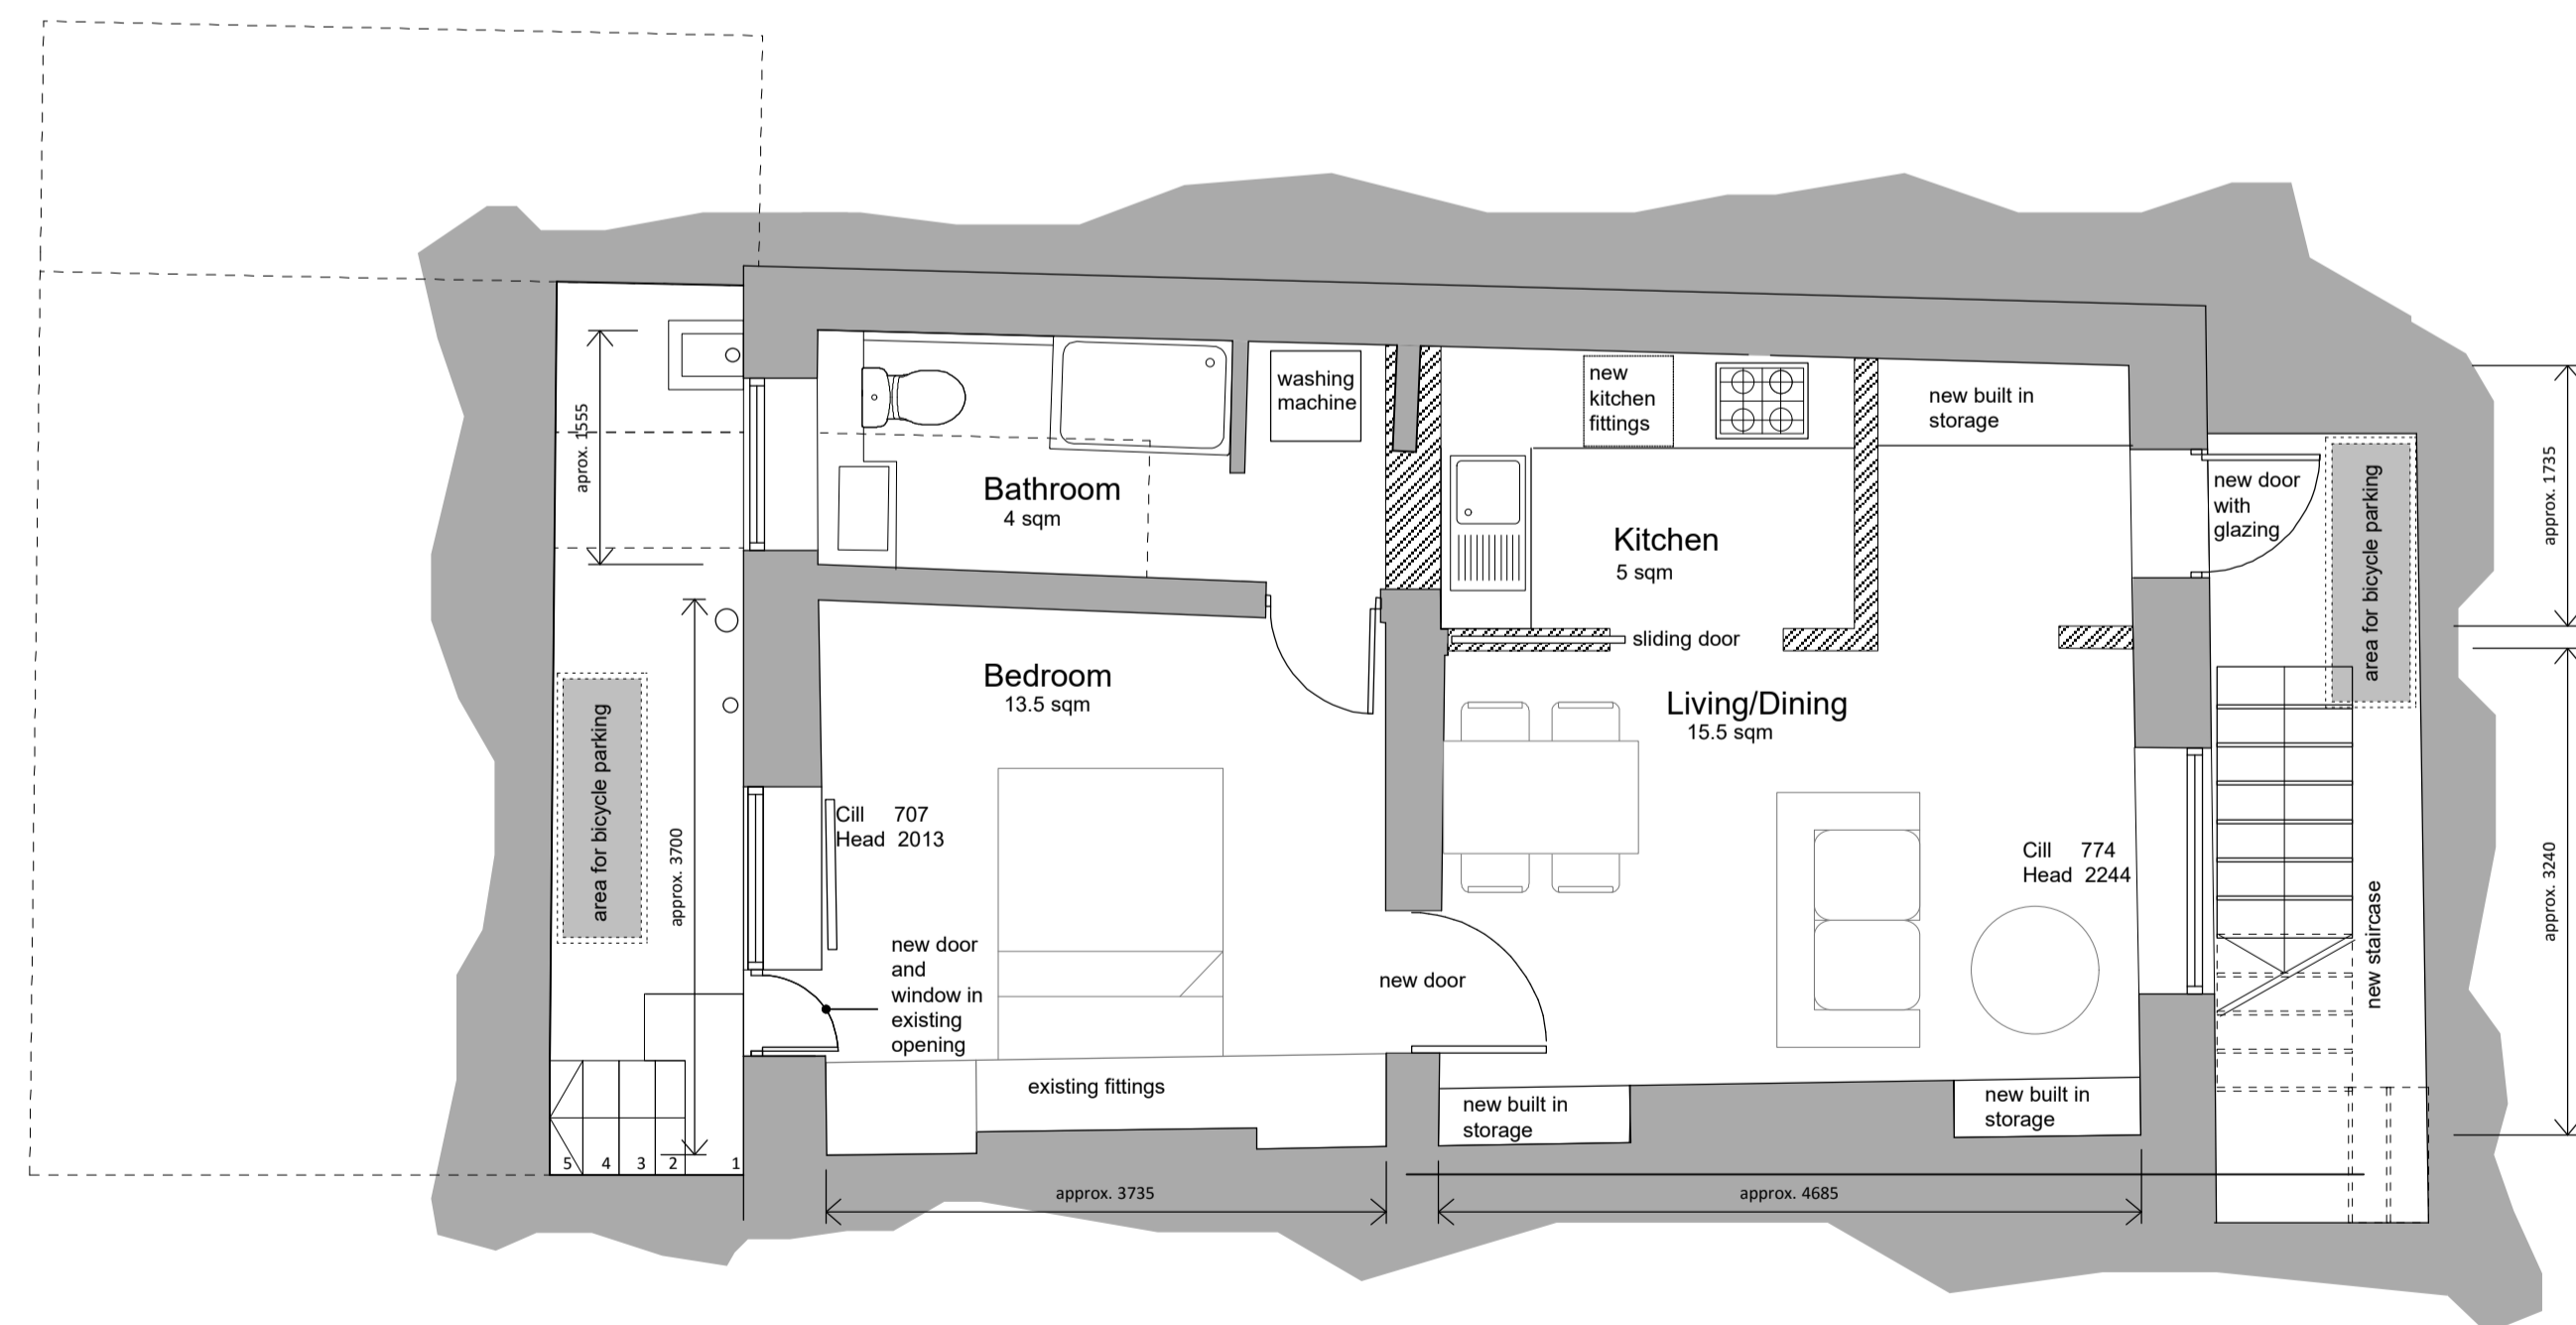 washing
machine
new
kitchen
fittings
new built in
storage
aprox. 1555
Bathroom
4 sqm
Kitchen
5 sqm
new door
with
glazing
area for bicycle parking
approx. 1735
sliding door
Bedroom
13.5 sqm
Living/Dining
15.5 sqm
area for bicycle parking
approx. 3700
Cill 707
Head 2013
Cill 774
Head 2244
approx. 3240
new staircase
new door
and
window in
existing
opening
new door
existing fittings
new built in
storage
new built in
storage
5 4 3 2 1
approx. 3735
approx. 4685